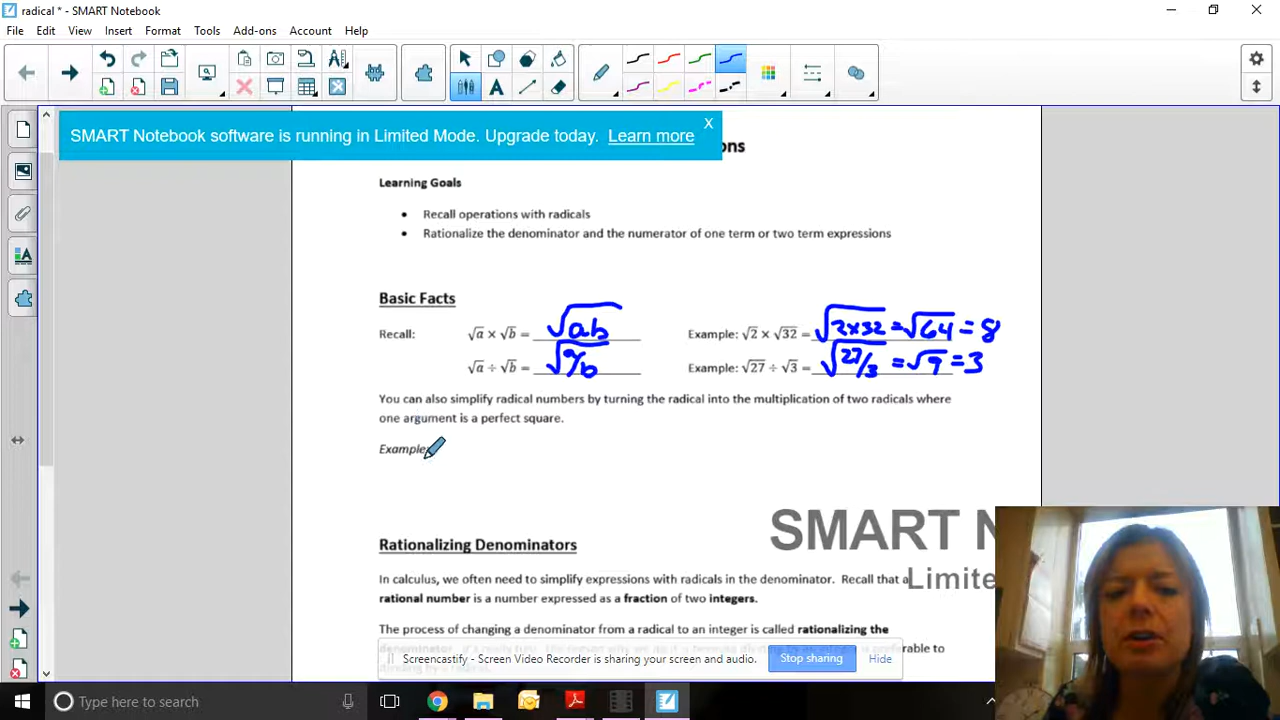 radical * - SMART Notebook
File Edit View Insert Format Tools Add-ons Account Help
SMART Notebook software is running in Limited Mode. Upgrade today. Learn more X
ons
Learning Goals
• Recall operations with radicals
• Rationalize the denominator and the numerator of one term or two term expressions
Basic Facts
Recall: √a × √b = √ab Example: √2 × √32 = √2x32 = √64 = 8
√a ÷ √b = √a/b Example: √27 ÷ √3 = √27/3 = √9 = 3
You can also simplify radical numbers by turning the radical into the multiplication of two radicals where
one argument is a perfect square.
Example:
SMART N
Rationalizing Denominators
Limite
In calculus, we often need to simplify expressions with radicals in the denominator. Recall that a
rational number is a number expressed as a fraction of two integers.
The process of changing a denominator from a radical to an integer is called rationalizing the
preferable to
Screencastify - Screen Video Recorder is sharing your screen and audio. Stop sharing Hide
Type here to search